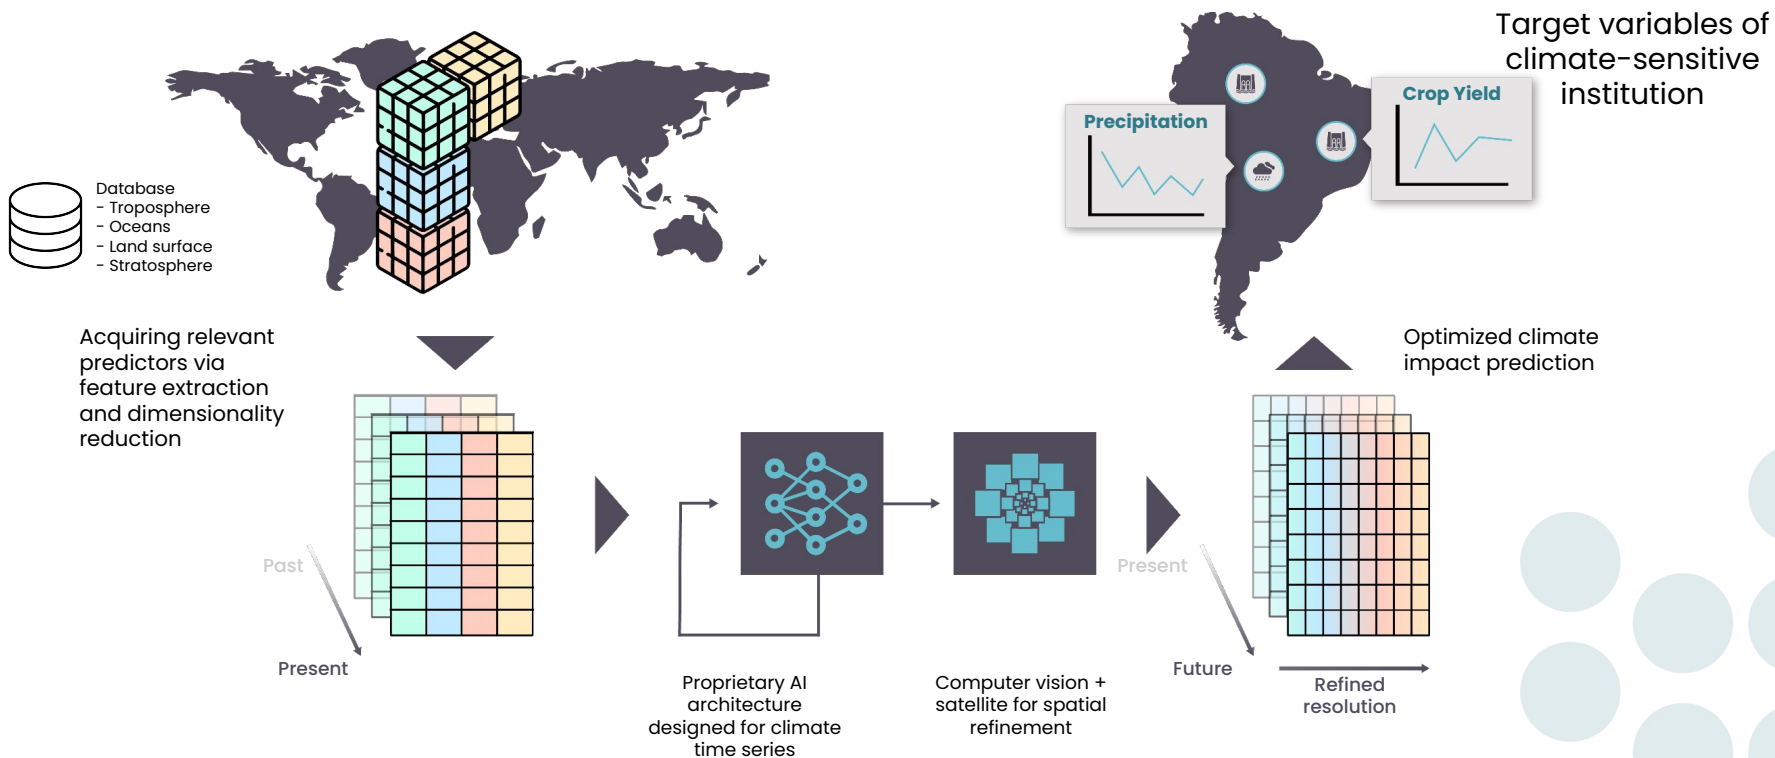 Target variables of
climate-sensitive
institution
Precipitation
Crop Yield
Database
- Troposphere
- Oceans
- Land surface
- Stratosphere
Acquiring relevant
predictors via
feature extraction
and dimensionality
reduction
Optimized climate
impact prediction
Past
Present
Proprietary AI
architecture
designed for climate
time series
Computer vision +
satellite for spatial
refinement
Present
Future
Refined
resolution